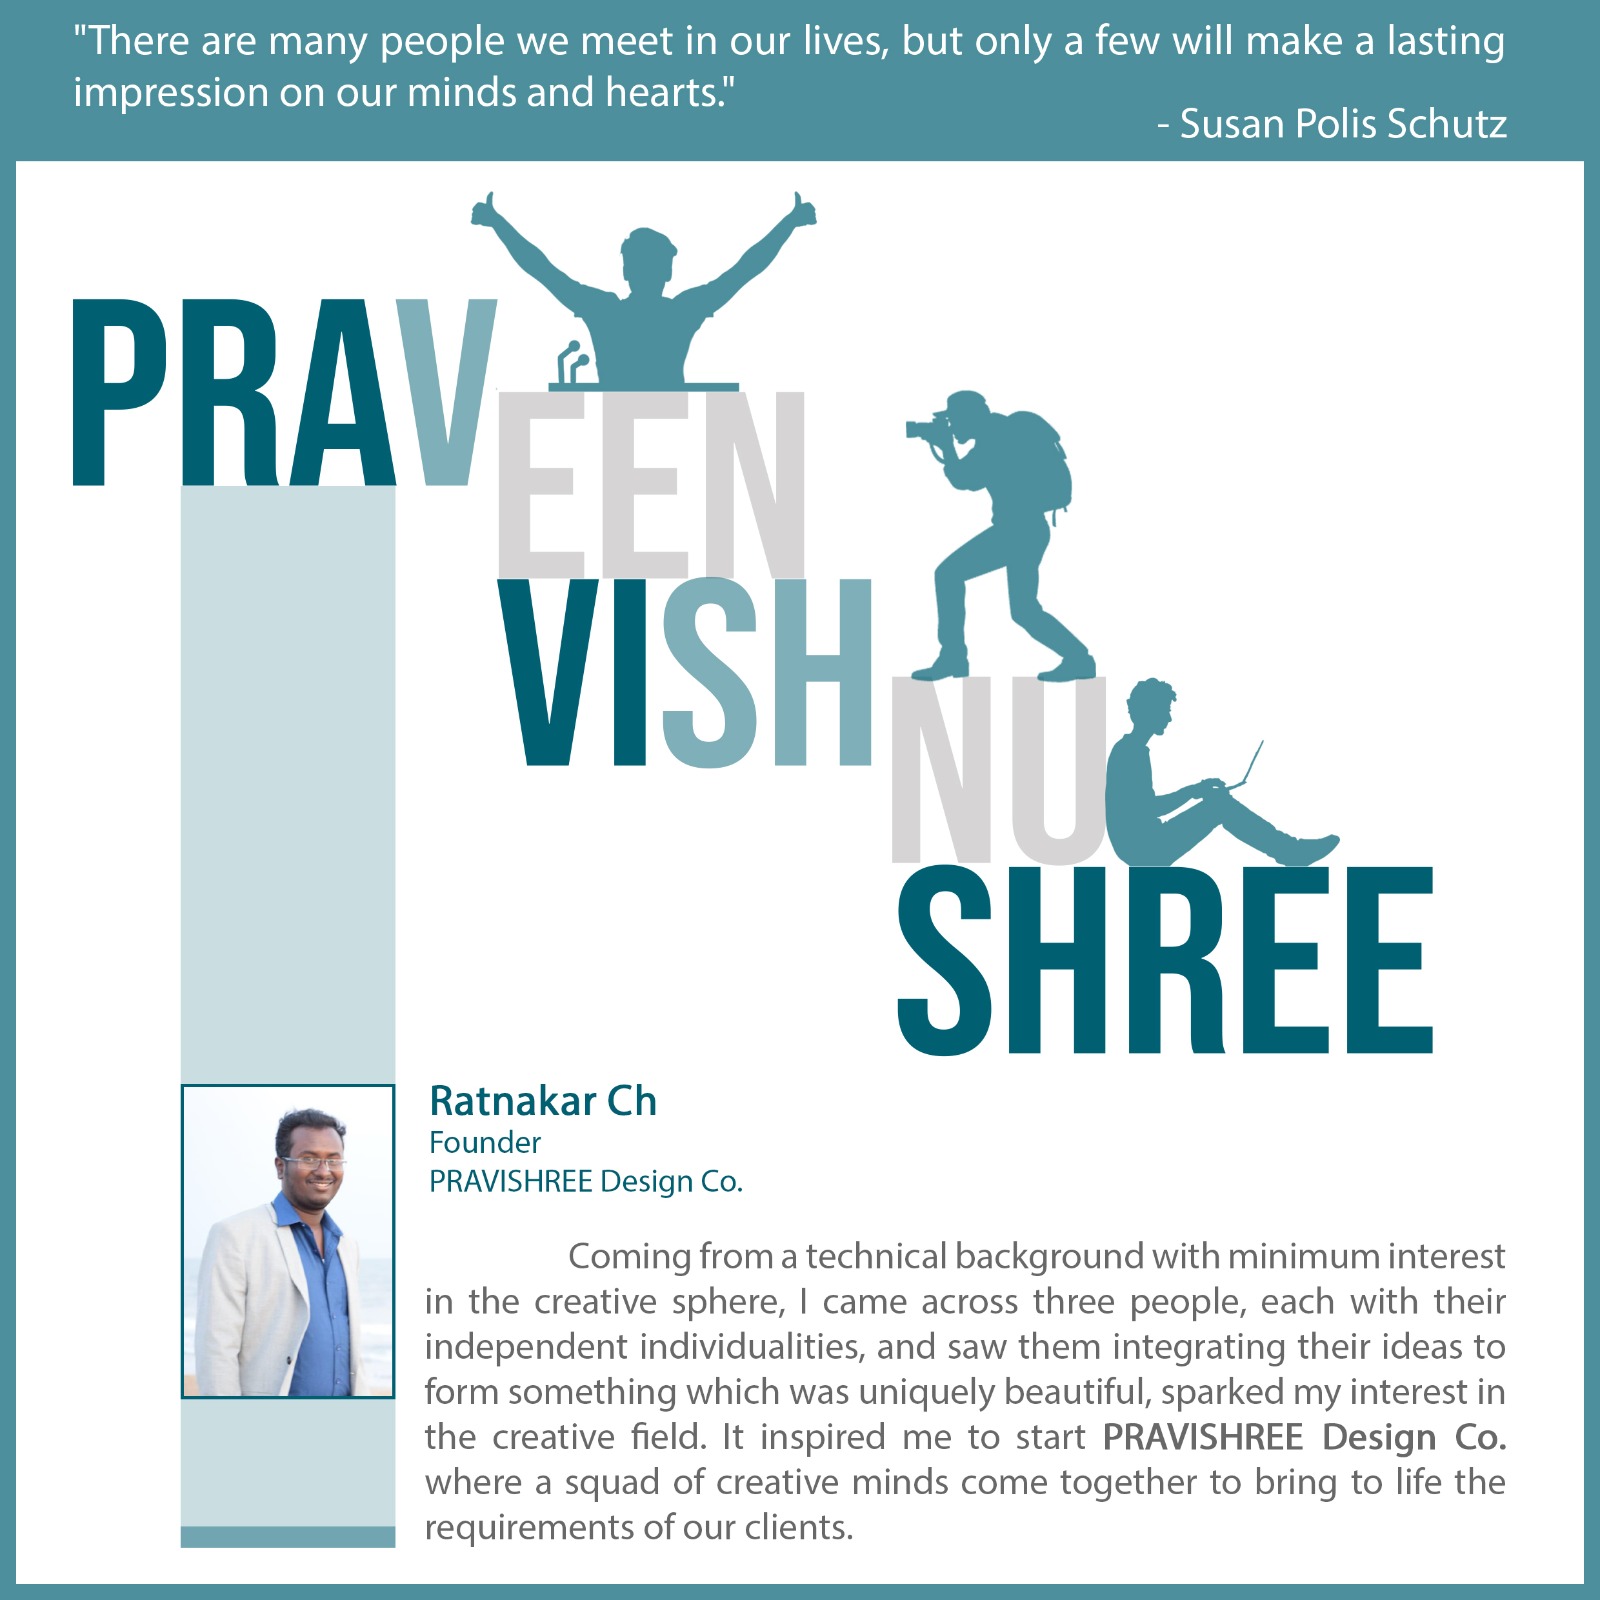 "There are many people we meet in our lives, but only a few will make a lasting
impression on our minds and hearts."
- Susan Polis Schutz
PRAVEEN
VISHNU
SHREE
Ratnakar Ch
Founder
PRAVISHREE Design Co.
Coming from a technical background with minimum interest
in the creative sphere, I came across three people, each with their
independent individualities, and saw them integrating their ideas to
form something which was uniquely beautiful, sparked my interest in
the creative field. It inspired me to start PRAVISHREE Design Co.
where a squad of creative minds come together to bring to life the
requirements of our clients.